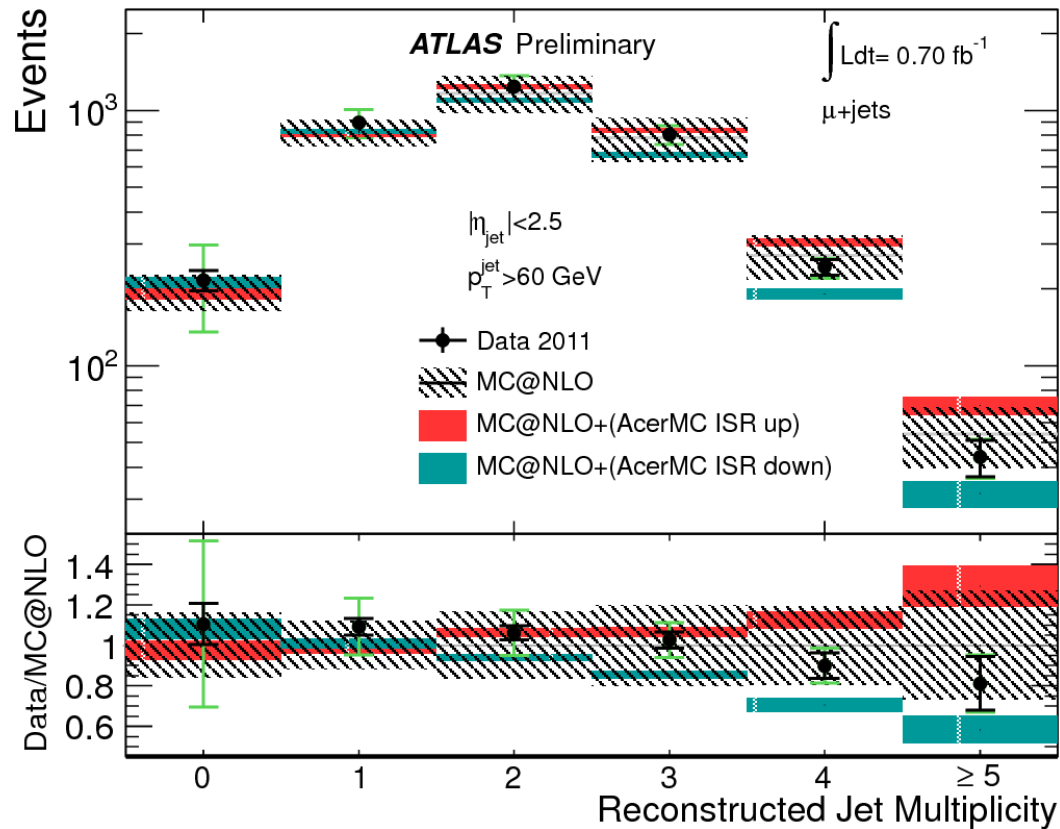 Events
10³
10²
ATLAS Preliminary
∫ Ldt= 0.70 fb⁻¹
μ+jets
|η_jet|<2.5
p_T^jet>60 GeV
Data 2011
MC@NLO
MC@NLO+(AcerMC ISR up)
MC@NLO+(AcerMC ISR down)
Data/MC@NLO
1.4
1.2
1
0.8
0.6
0 1 2 3 4 ≥ 5
Reconstructed Jet Multiplicity